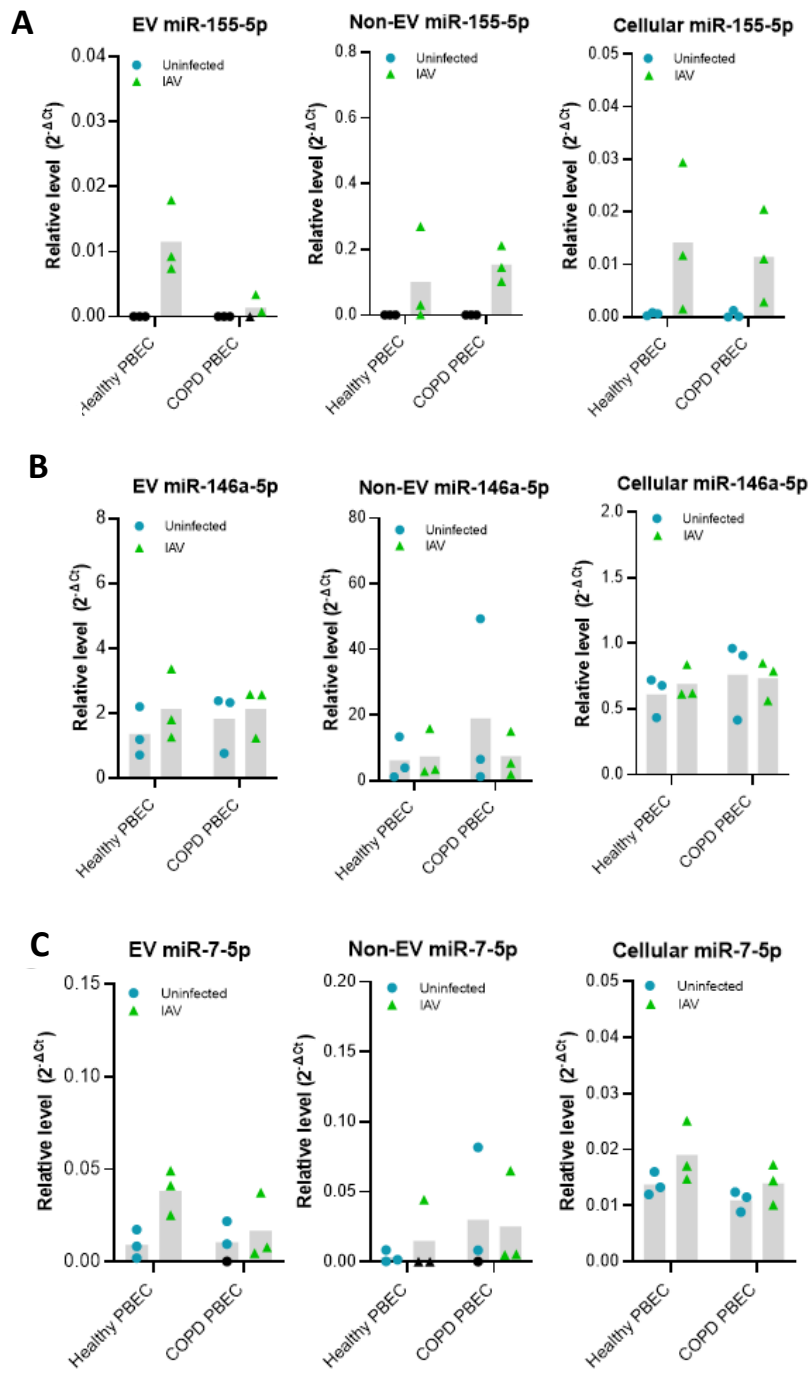 A
EV miR-155-5p
Non-EV miR-155-5p
Cellular miR-155-5p
Relative level (2^-ΔCt)
0.04
0.03
0.02
0.01
0.00
Uninfected
IAV
Healthy PBEC
COPD PBEC
Relative level (2^-ΔCt)
0.8
0.6
0.4
0.2
0.0
Uninfected
IAV
Healthy PBEC
COPD PBEC
Relative level (2^-ΔCt)
0.05
0.04
0.03
0.02
0.01
0.00
Uninfected
IAV
Healthy PBEC
COPD PBEC
B
EV miR-146a-5p
Non-EV miR-146a-5p
Cellular miR-146a-5p
Relative level (2^-ΔCt)
8
6
4
2
0
Uninfected
IAV
Healthy PBEC
COPD PBEC
Relative level (2^-ΔCt)
80
60
40
20
0
Uninfected
IAV
Healthy PBEC
COPD PBEC
Relative level (2^-ΔCt)
2.0
1.5
1.0
0.5
0.0
Uninfected
IAV
Healthy PBEC
COPD PBEC
C
EV miR-7-5p
Non-EV miR-7-5p
Cellular miR-7-5p
Relative level (2^-ΔCt)
0.15
0.10
0.05
0.00
Uninfected
IAV
Healthy PBEC
COPD PBEC
Relative level (2^-ΔCt)
0.20
0.15
0.10
0.05
0.00
Uninfected
IAV
Healthy PBEC
COPD PBEC
Relative level (2^-ΔCt)
0.05
0.04
0.03
0.02
0.01
0.00
Uninfected
IAV
Healthy PBEC
COPD PBEC